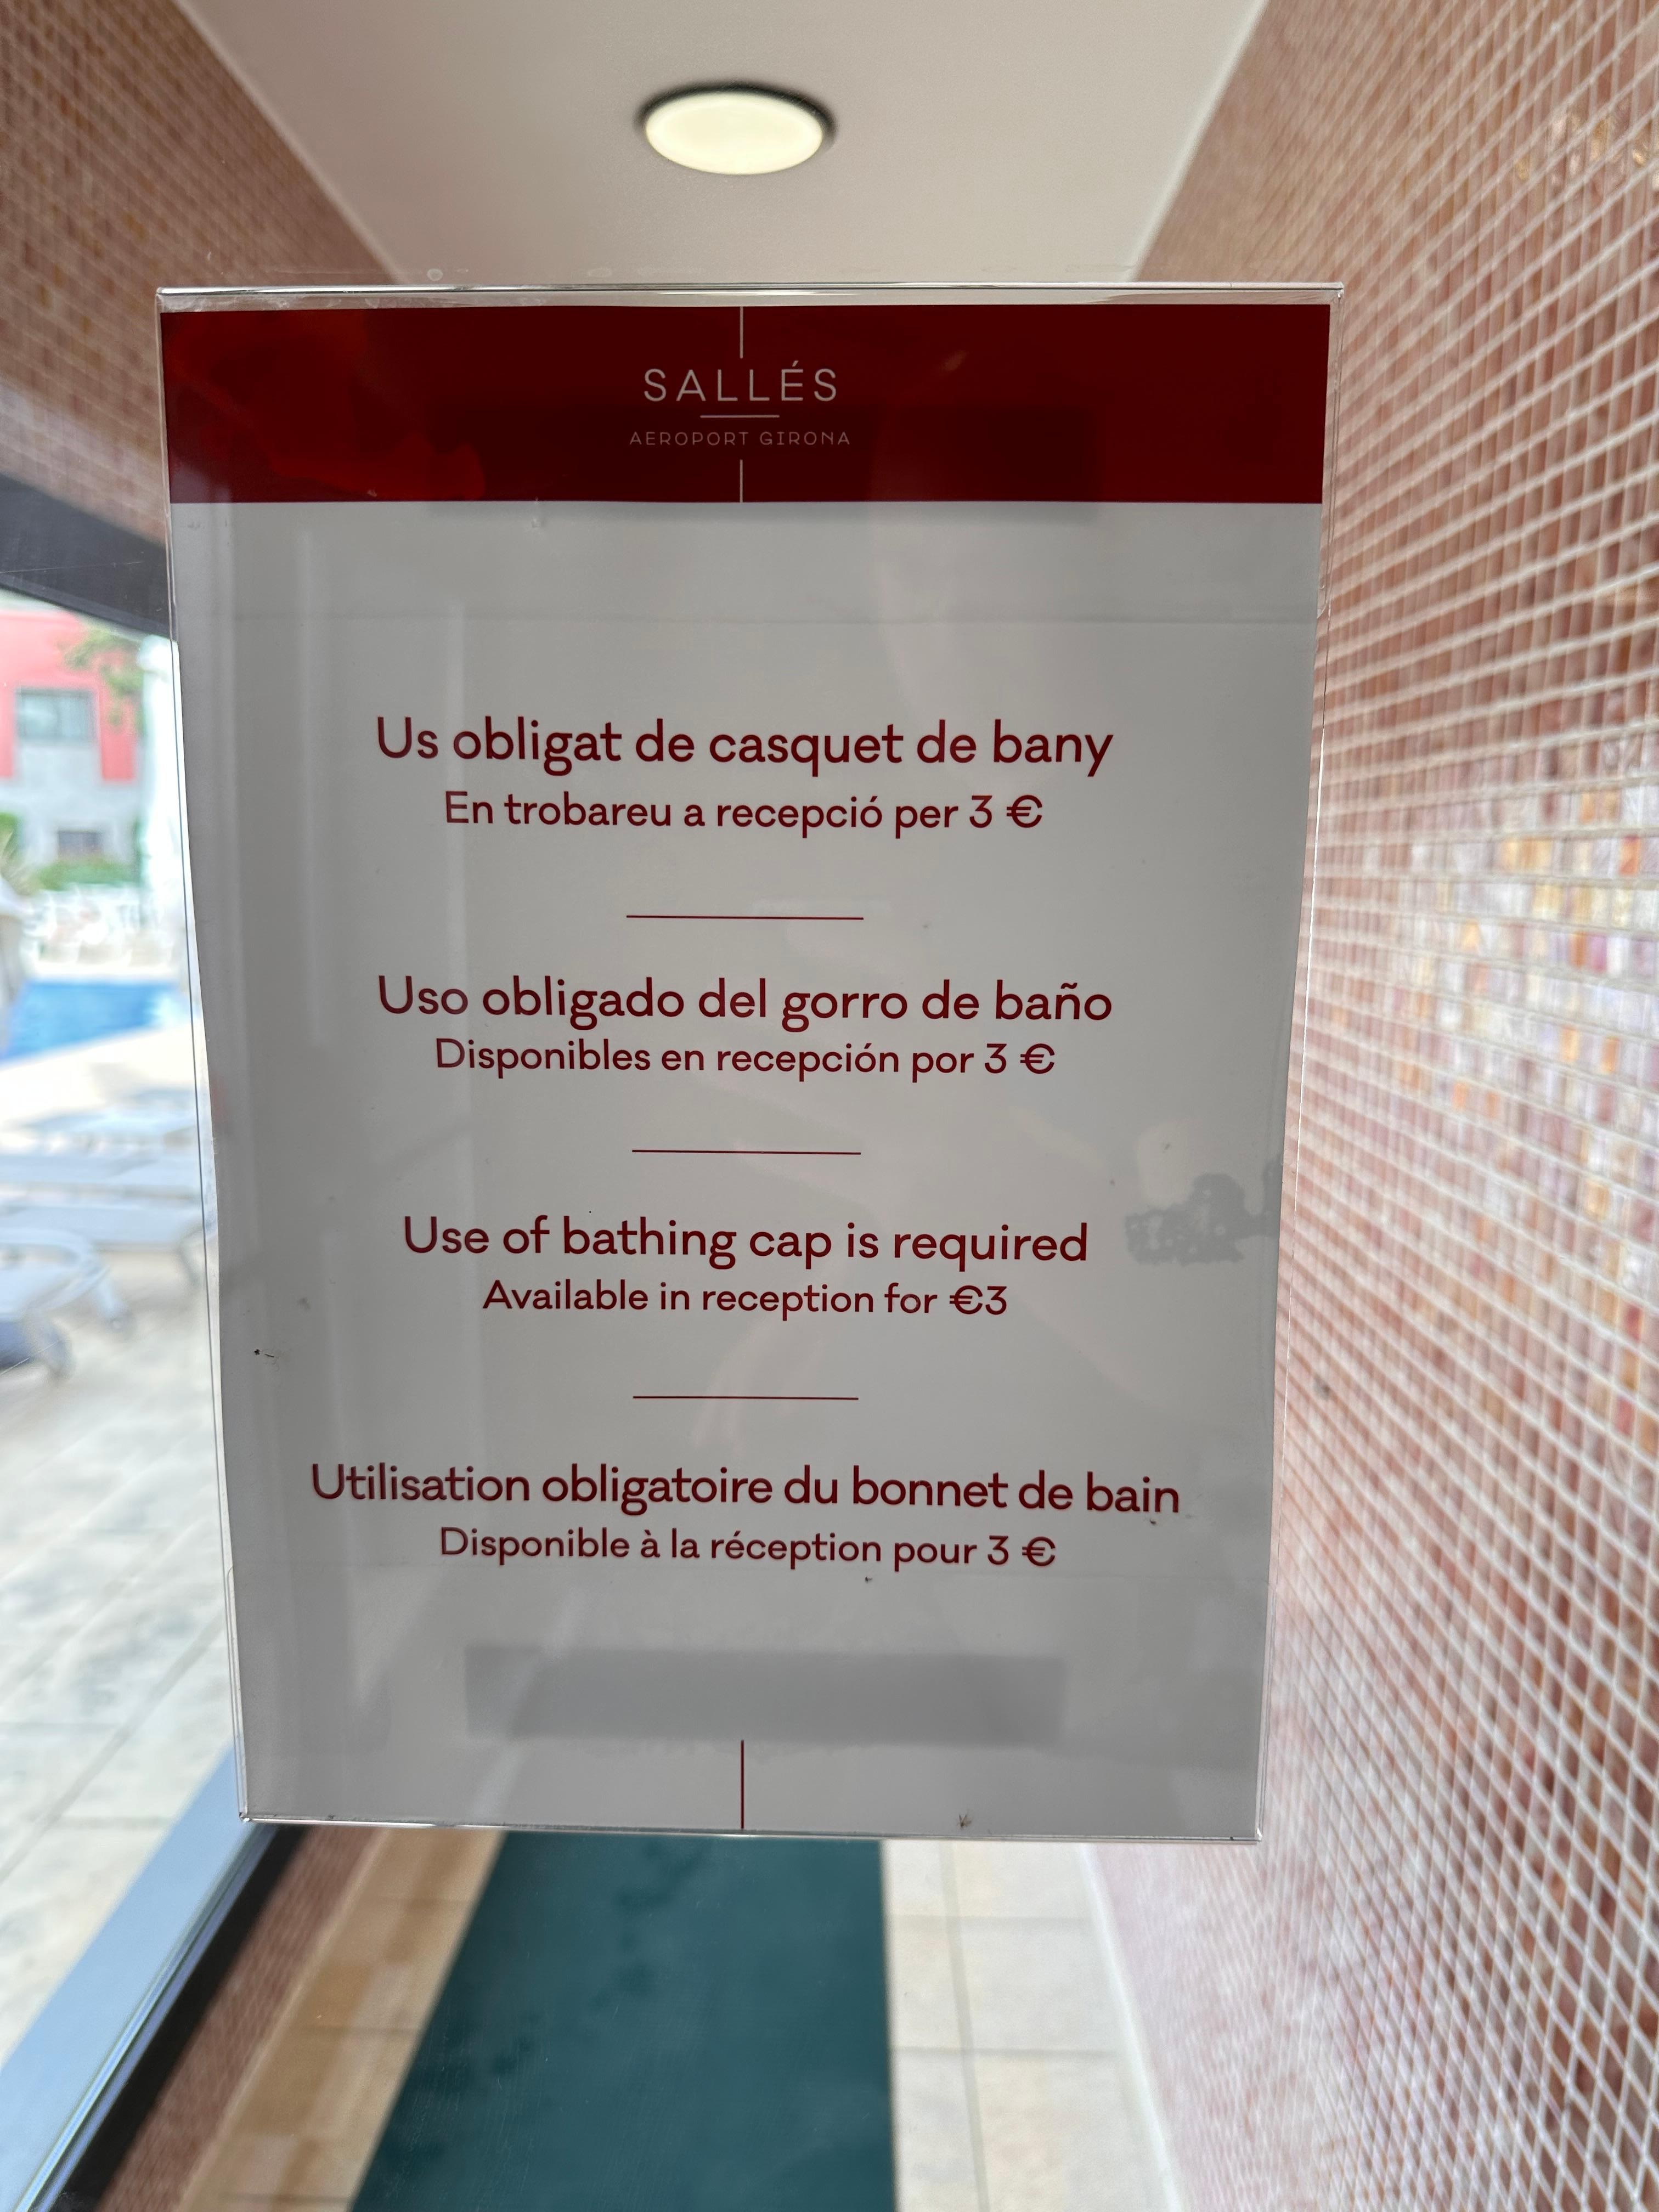 SALLÉS
AEROPORT GIRONA
Us obligat de casquet de bany
En trobareu a recepció per 3 €
Uso obligado del gorro de baño
Disponibles en recepción por 3 €
Use of bathing cap is required
Available in reception for €3
Utilisation obligatoire du bonnet de bain
Disponible à la réception pour 3 €